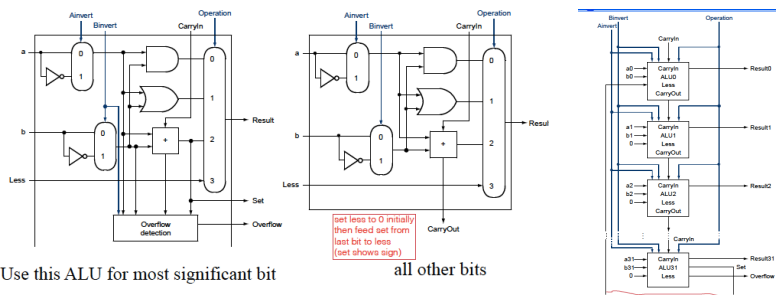 Ainvert
Binvert
CarryIn
Operation
a
0
1
0
1
b
0
1
+
2
Result
Less
3
Set
Overflow detection
Overflow
Use this ALU for most significant bit
Ainvert
Binvert
CarryIn
Operation
a
0
1
0
1
b
0
1
+
2
Resul
Less
3
set less to 0 initially
then feed set from
last bit to less
(set shows sign)
CarryOut
all other bits
Binvert
Ainvert
Operation
CarryIn
a0
b0
CarryIn
ALU0
Less
CarryOut
Result0
a1
b1
0
CarryIn
ALU1
Less
CarryOut
Result1
a2
b2
0
CarryIn
ALU2
Less
CarryOut
Result2
CarryIn
a31
b31
0
CarryIn
ALU31
Less
Result31
Set
Overflow